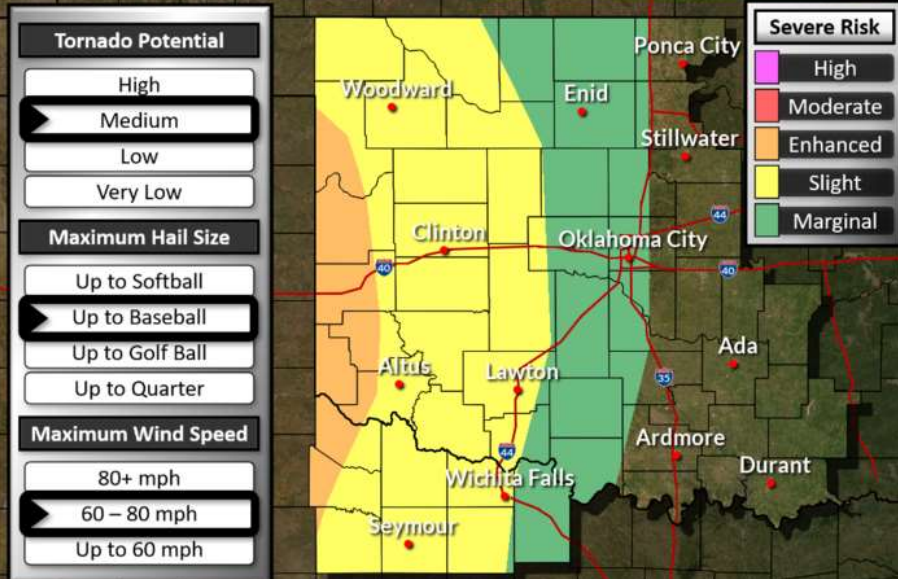 Tornado Potential
High
Medium
Low
Very Low
Maximum Hail Size
Up to Softball
Up to Baseball
Up to Golf Ball
Up to Quarter
Maximum Wind Speed
80+ mph
60 – 80 mph
Up to 60 mph
Ponca City
Woodward
Enid
Stillwater
44
Clinton
Oklahoma City
40
40
Altus
Lawton
Ada
35
Ardmore
44
Wichita Falls
Durant
Seymour
Severe Risk
High
Moderate
Enhanced
Slight
Marginal